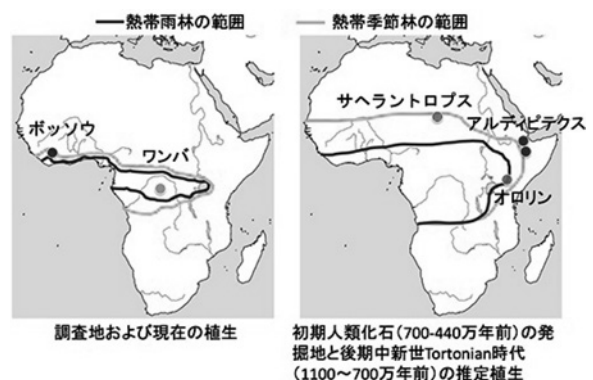 熱帯雨林の範囲
熱帯季節林の範囲
ボッソウ
ワンバ
サヘラントロプス
アルディピテクス
オロリン
調査地および現在の植生
初期人類化石(700-440万年前)の発
掘地と後期中新世Tortonian時代
(1100～700万年前)の推定植生